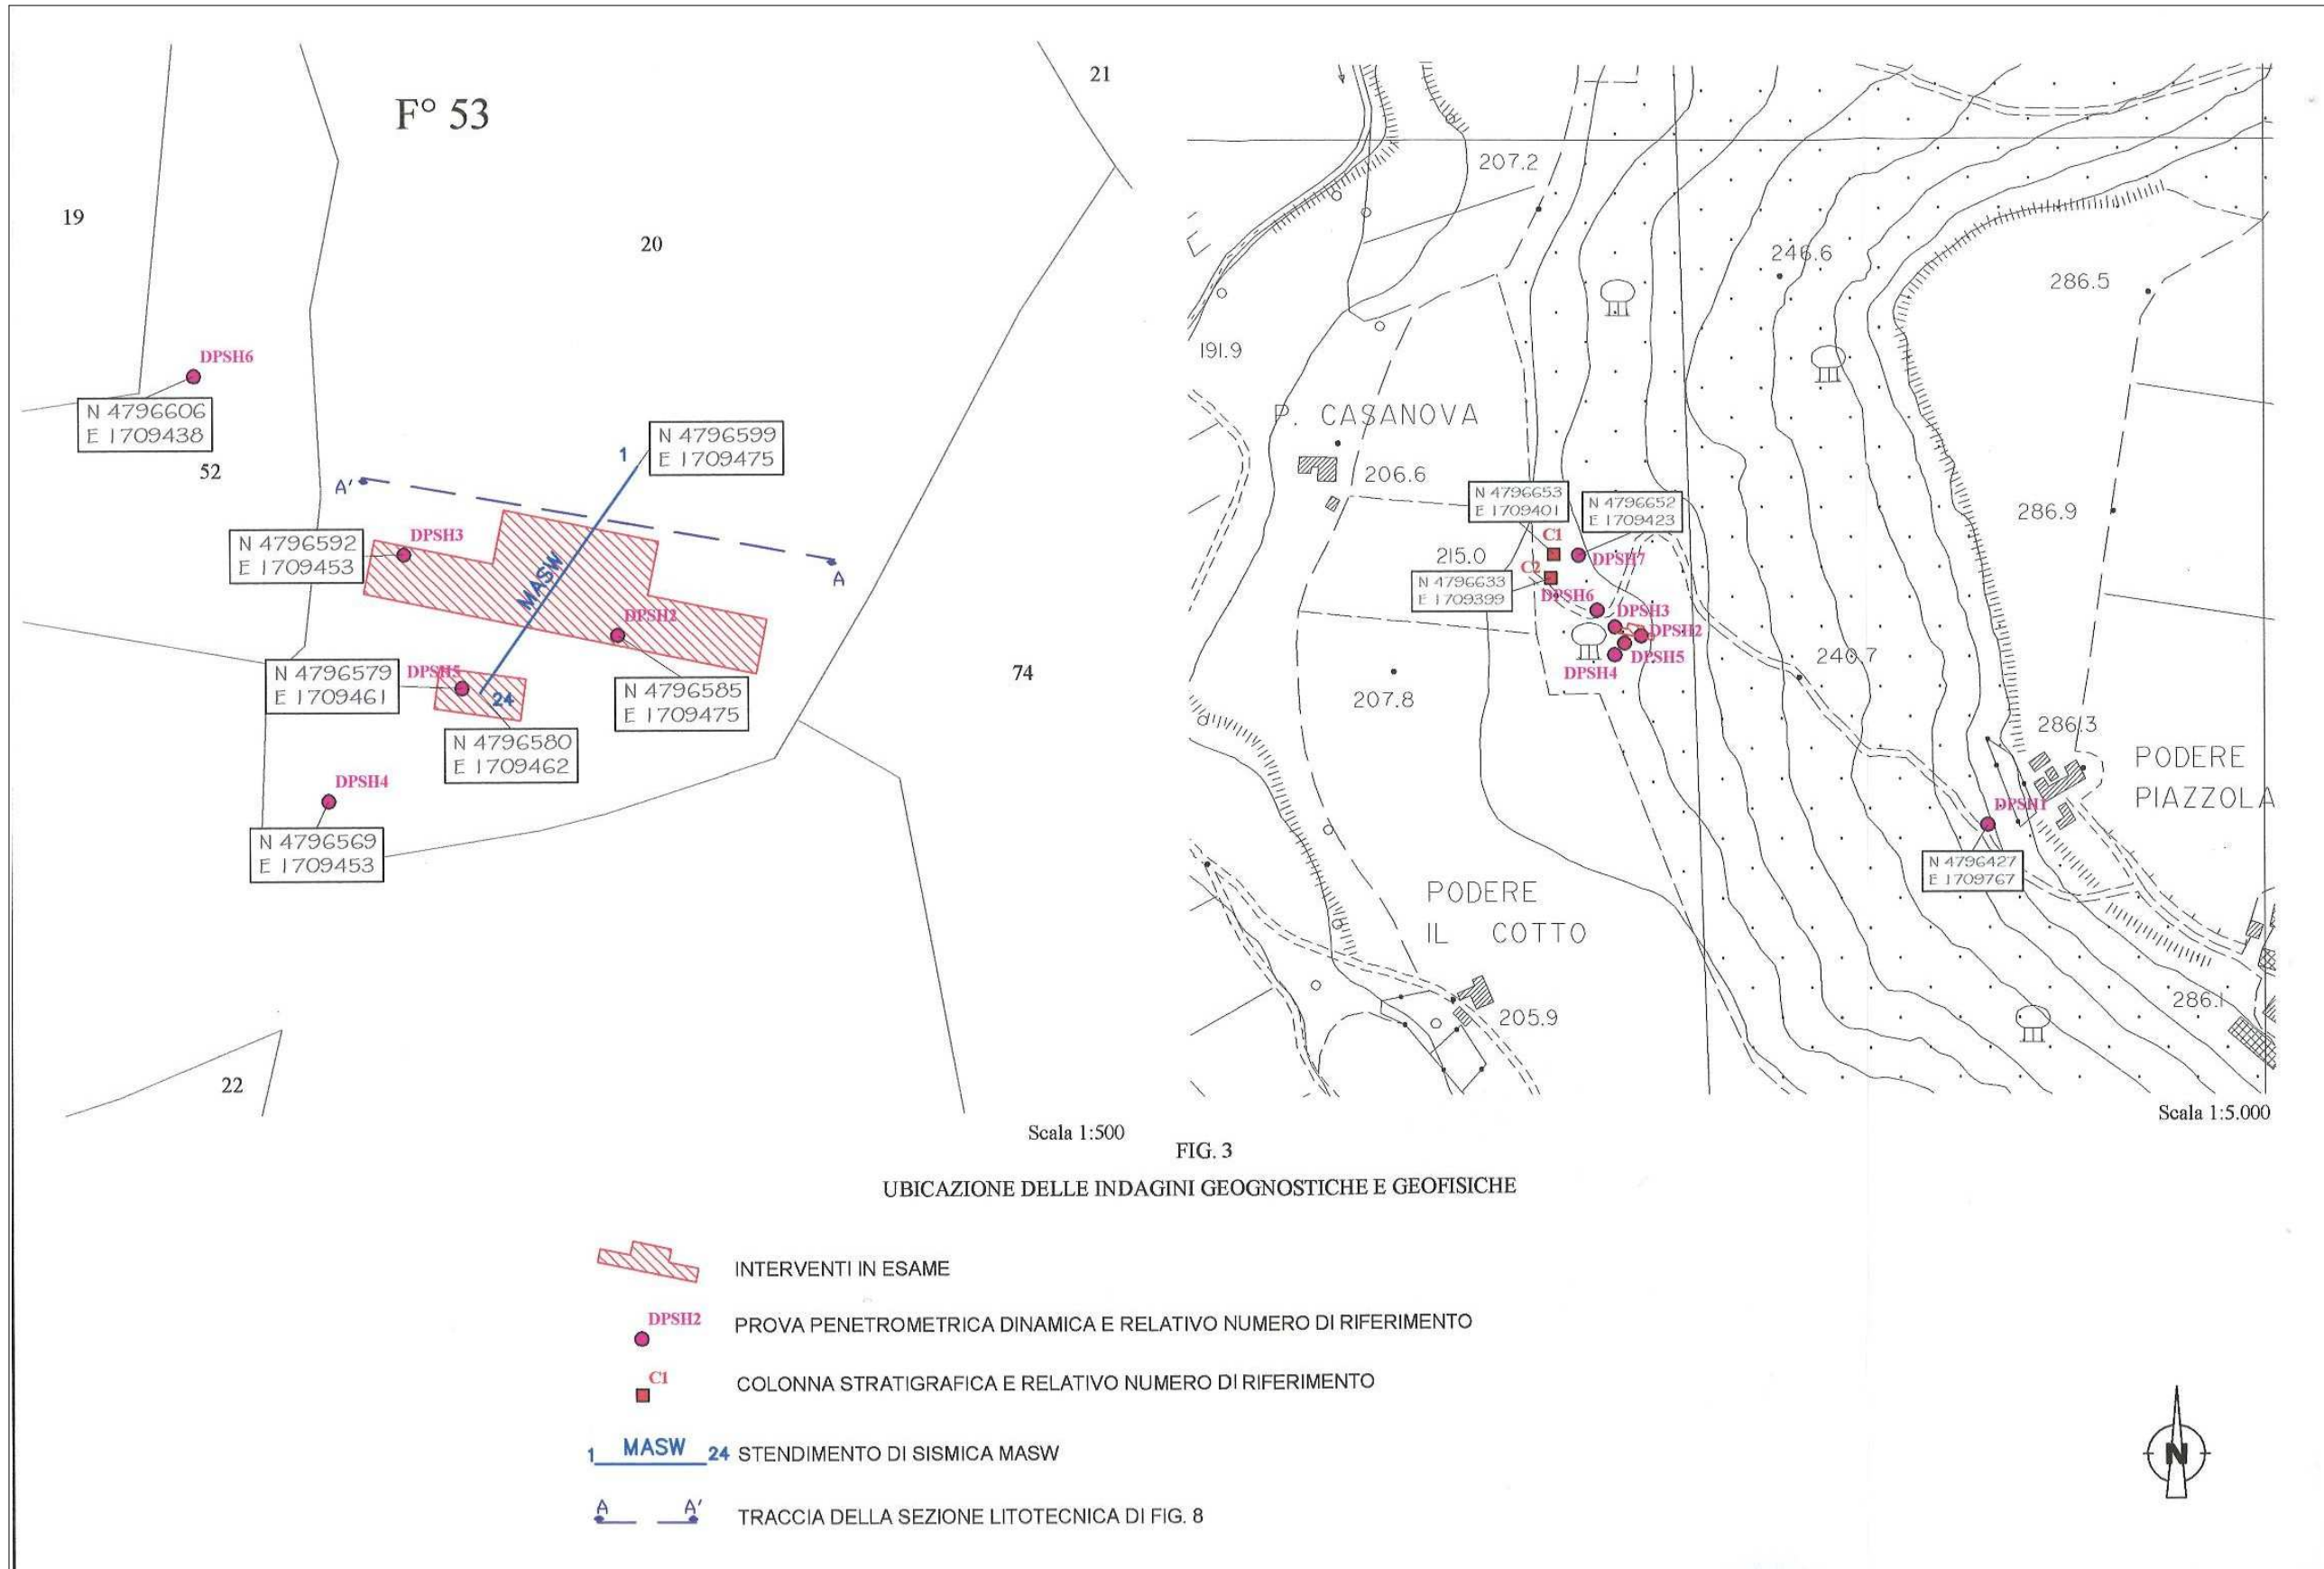 F° 53
21
19
20
DPSH6
N 4796606
E 1709438
52
1
N 4796599
E 1709475
A'
A
N 4796592
E 1709453
DPSH3
MASW
DPSH2
N 4796579
E 1709461
DPSH5
24
N 4796585
E 1709475
74
N 4796580
E 1709462
DPSH4
N 4796569
E 1709453
22
Scala 1:500
207.2
246.6
286.5
191.9
P. CASANOVA
206.6
286.9
N 4796653
E 1709401
N 4796652
E 1709423
C1
215.0
DPSH7
C2
N 4796633
E 1709399
DPSH6
DPSH3
DPSH2
DPSH5
DPSH4
240.7
207.8
286.3
PODERE
PIAZZOLA
DPSH1
N 4796427
E 1709767
PODERE
IL COTTO
205.9
286.1
Scala 1:5.000
FIG. 3
UBICAZIONE DELLE INDAGINI GEOGNOSTICHE E GEOFISICHE
INTERVENTI IN ESAME
DPSH2
PROVA PENETROMETRICA DINAMICA E RELATIVO NUMERO DI RIFERIMENTO
C1
COLONNA STRATIGRAFICA E RELATIVO NUMERO DI RIFERIMENTO
1 MASW 24 STENDIMENTO DI SISMICA MASW
A A' TRACCIA DELLA SEZIONE LITOTECNICA DI FIG. 8
N